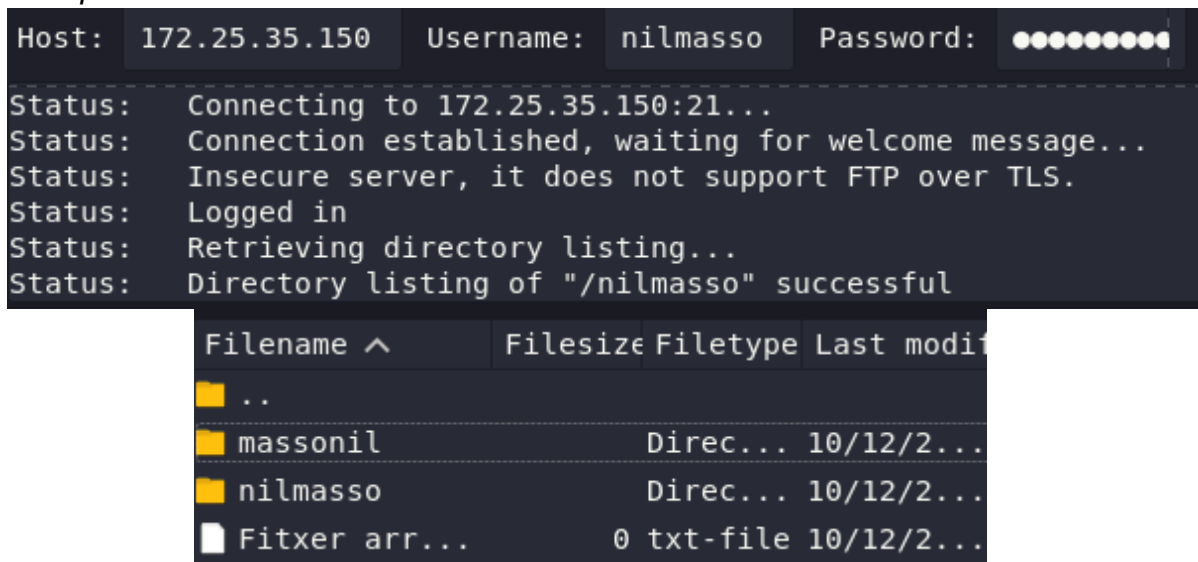 Host: 172.25.35.150 Username: nilmasso Password: ●●●●●●●●●
Status: Connecting to 172.25.35.150:21...
Status: Connection established, waiting for welcome message...
Status: Insecure server, it does not support FTP over TLS.
Status: Logged in
Status: Retrieving directory listing...
Status: Directory listing of "/nilmasso" successful
Filename Filesize Filetype Last modif
..
massonil Direc... 10/12/2...
nilmasso Direc... 10/12/2...
Fitxer arr... 0 txt-file 10/12/2...